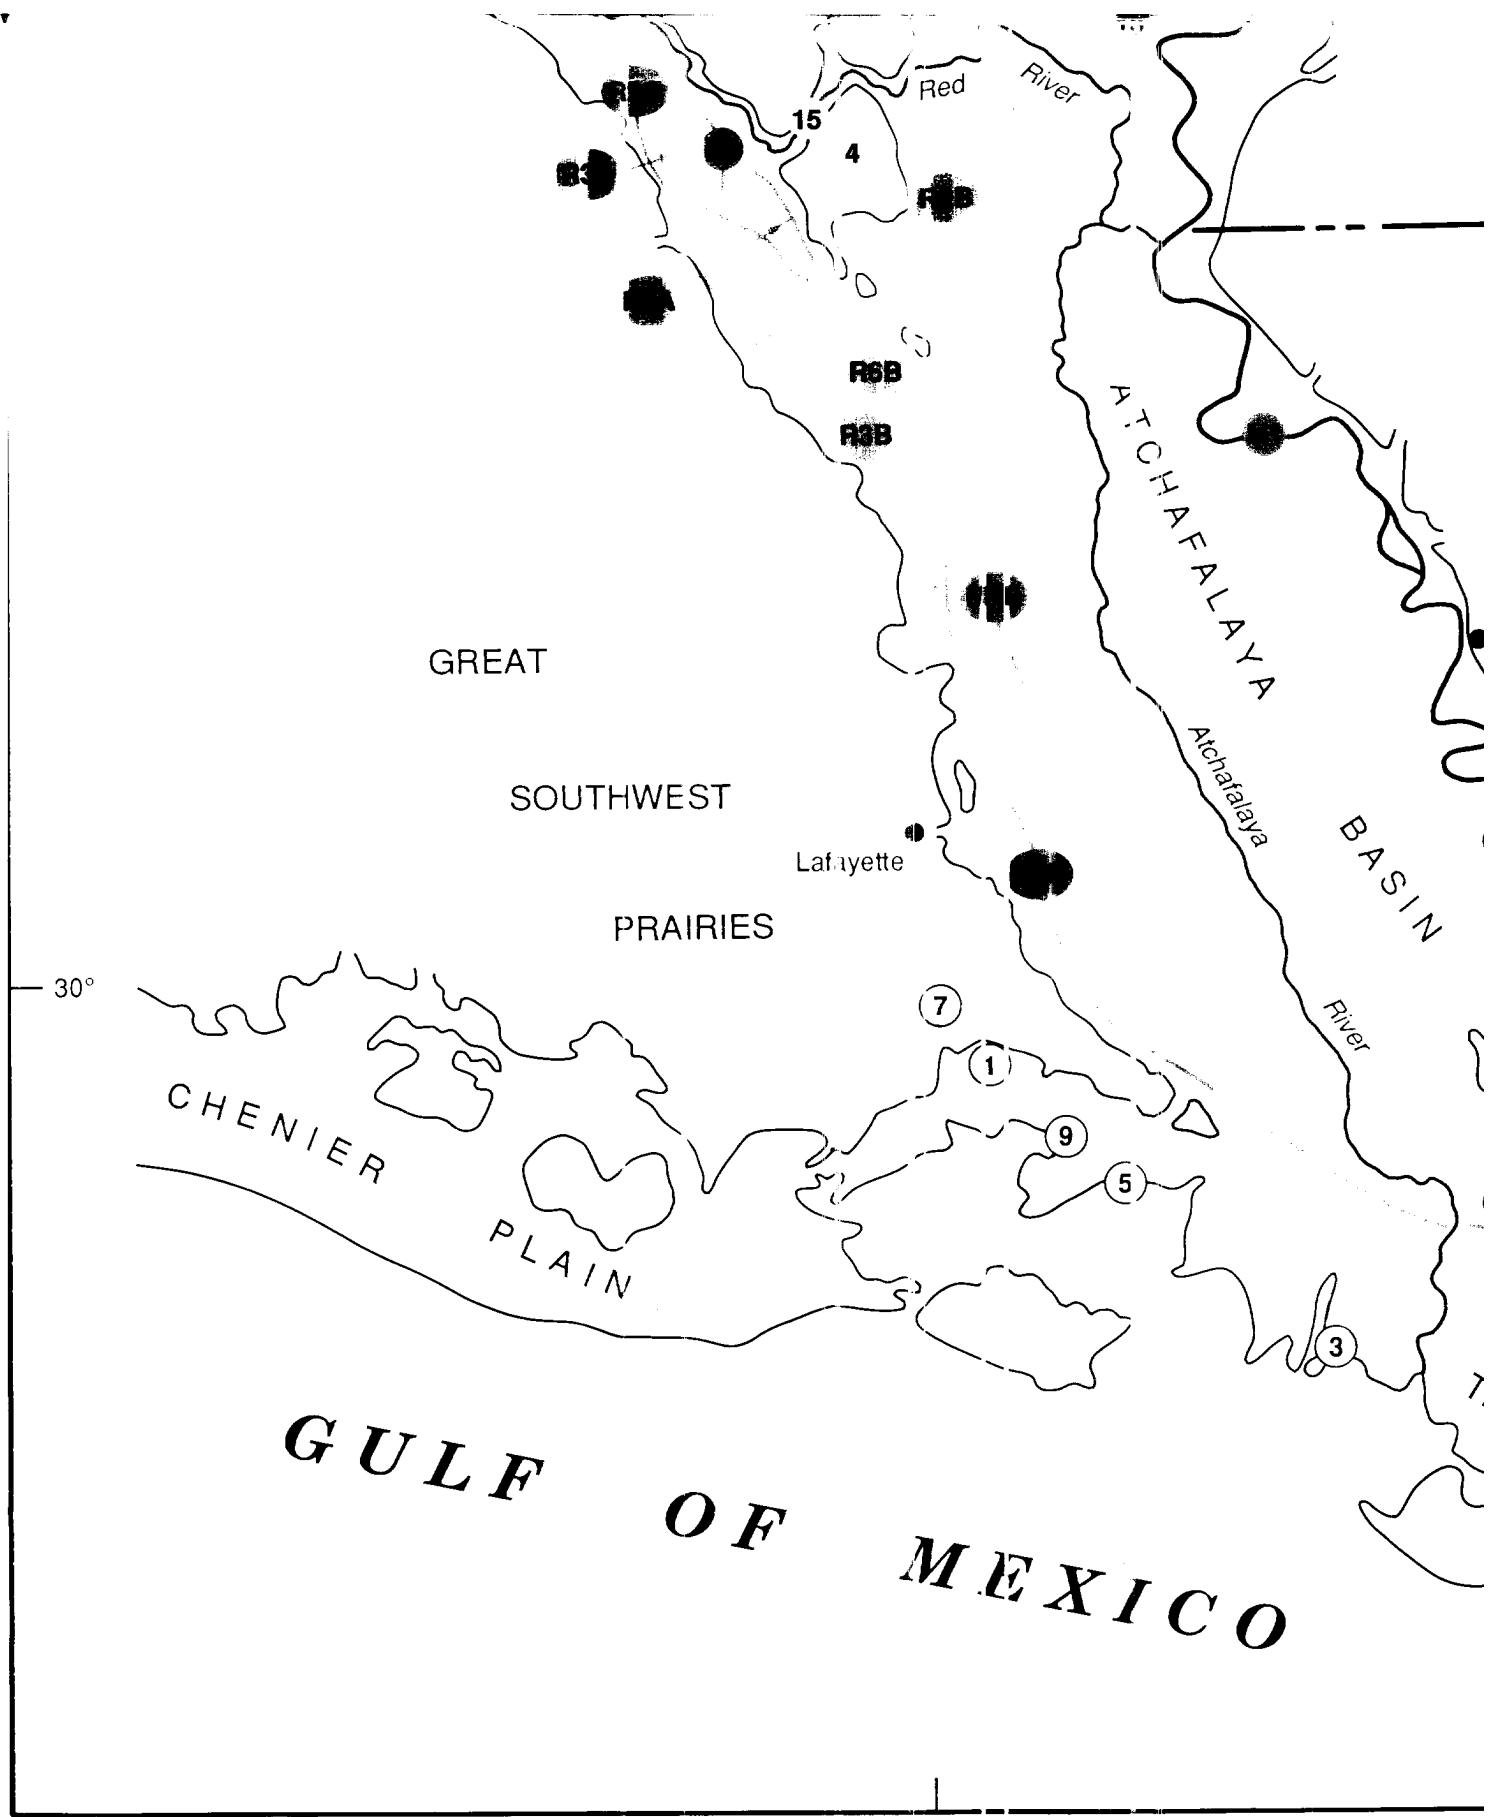 Red
River
15
4
R6B
R3B
ATCHAFALAYA
BASIN
GREAT
SOUTHWEST
PRAIRIES
Lafayette
Atchafalaya
River
30°
7
1
9
5
3
CHENIER
PLAIN
GULF OF MEXICO